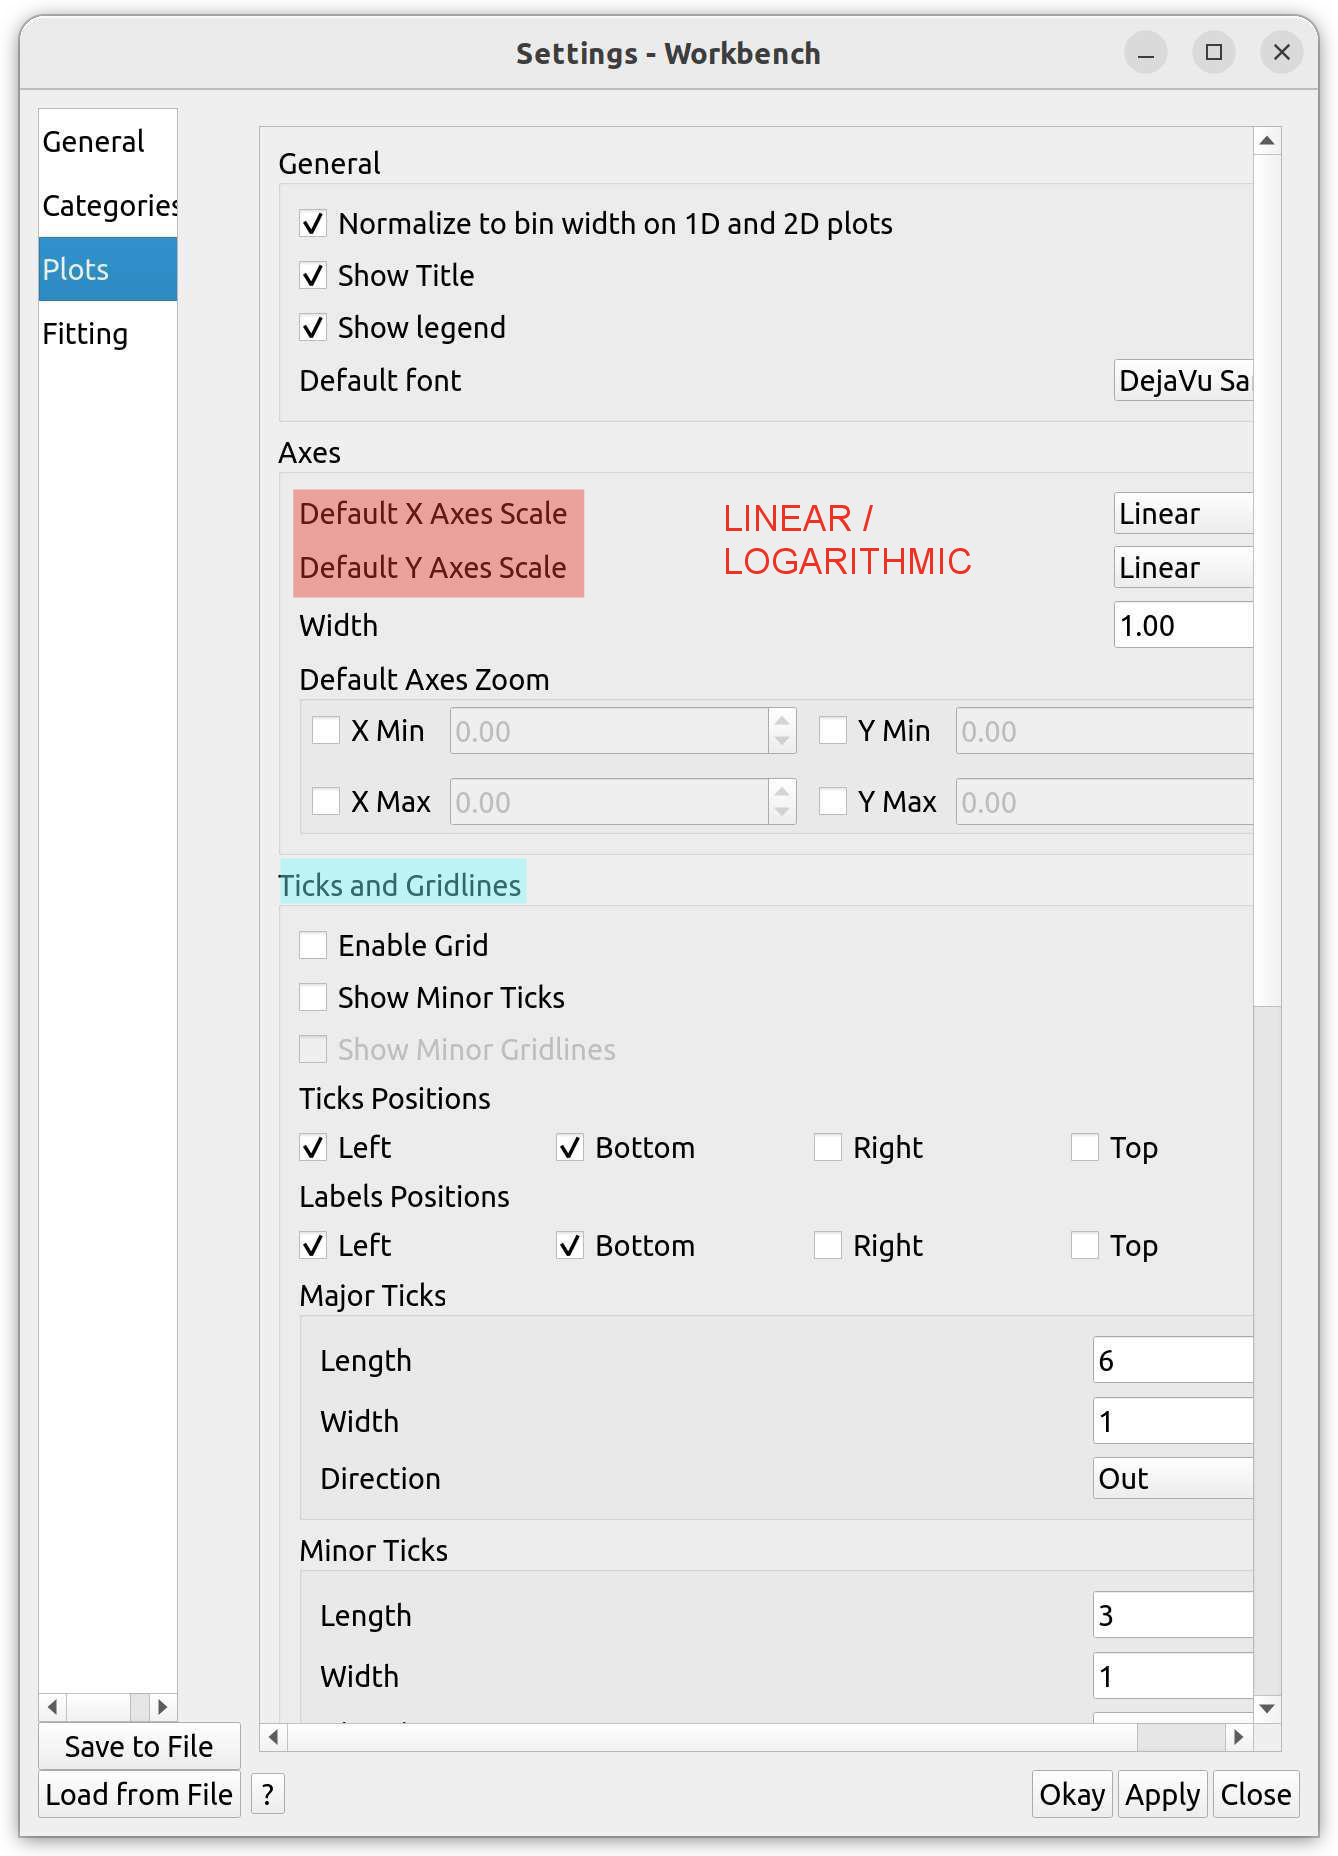 Settings - Workbench
General
Categories
Plots
Fitting
General
Normalize to bin width on 1D and 2D plots
Show Title
Show legend
Default font DejaVu Sa
Axes
Default X Axes Scale LINEAR / Linear
Default Y Axes Scale LOGARITHMIC Linear
Width 1.00
Default Axes Zoom
X Min 0.00 Y Min 0.00
X Max 0.00 Y Max 0.00
Ticks and Gridlines
Enable Grid
Show Minor Ticks
Show Minor Gridlines
Ticks Positions
Left Bottom Right Top
Labels Positions
Left Bottom Right Top
Major Ticks
Length 6
Width 1
Direction Out
Minor Ticks
Length 3
Width 1
Save to File
Load from File ? Okay Apply Close